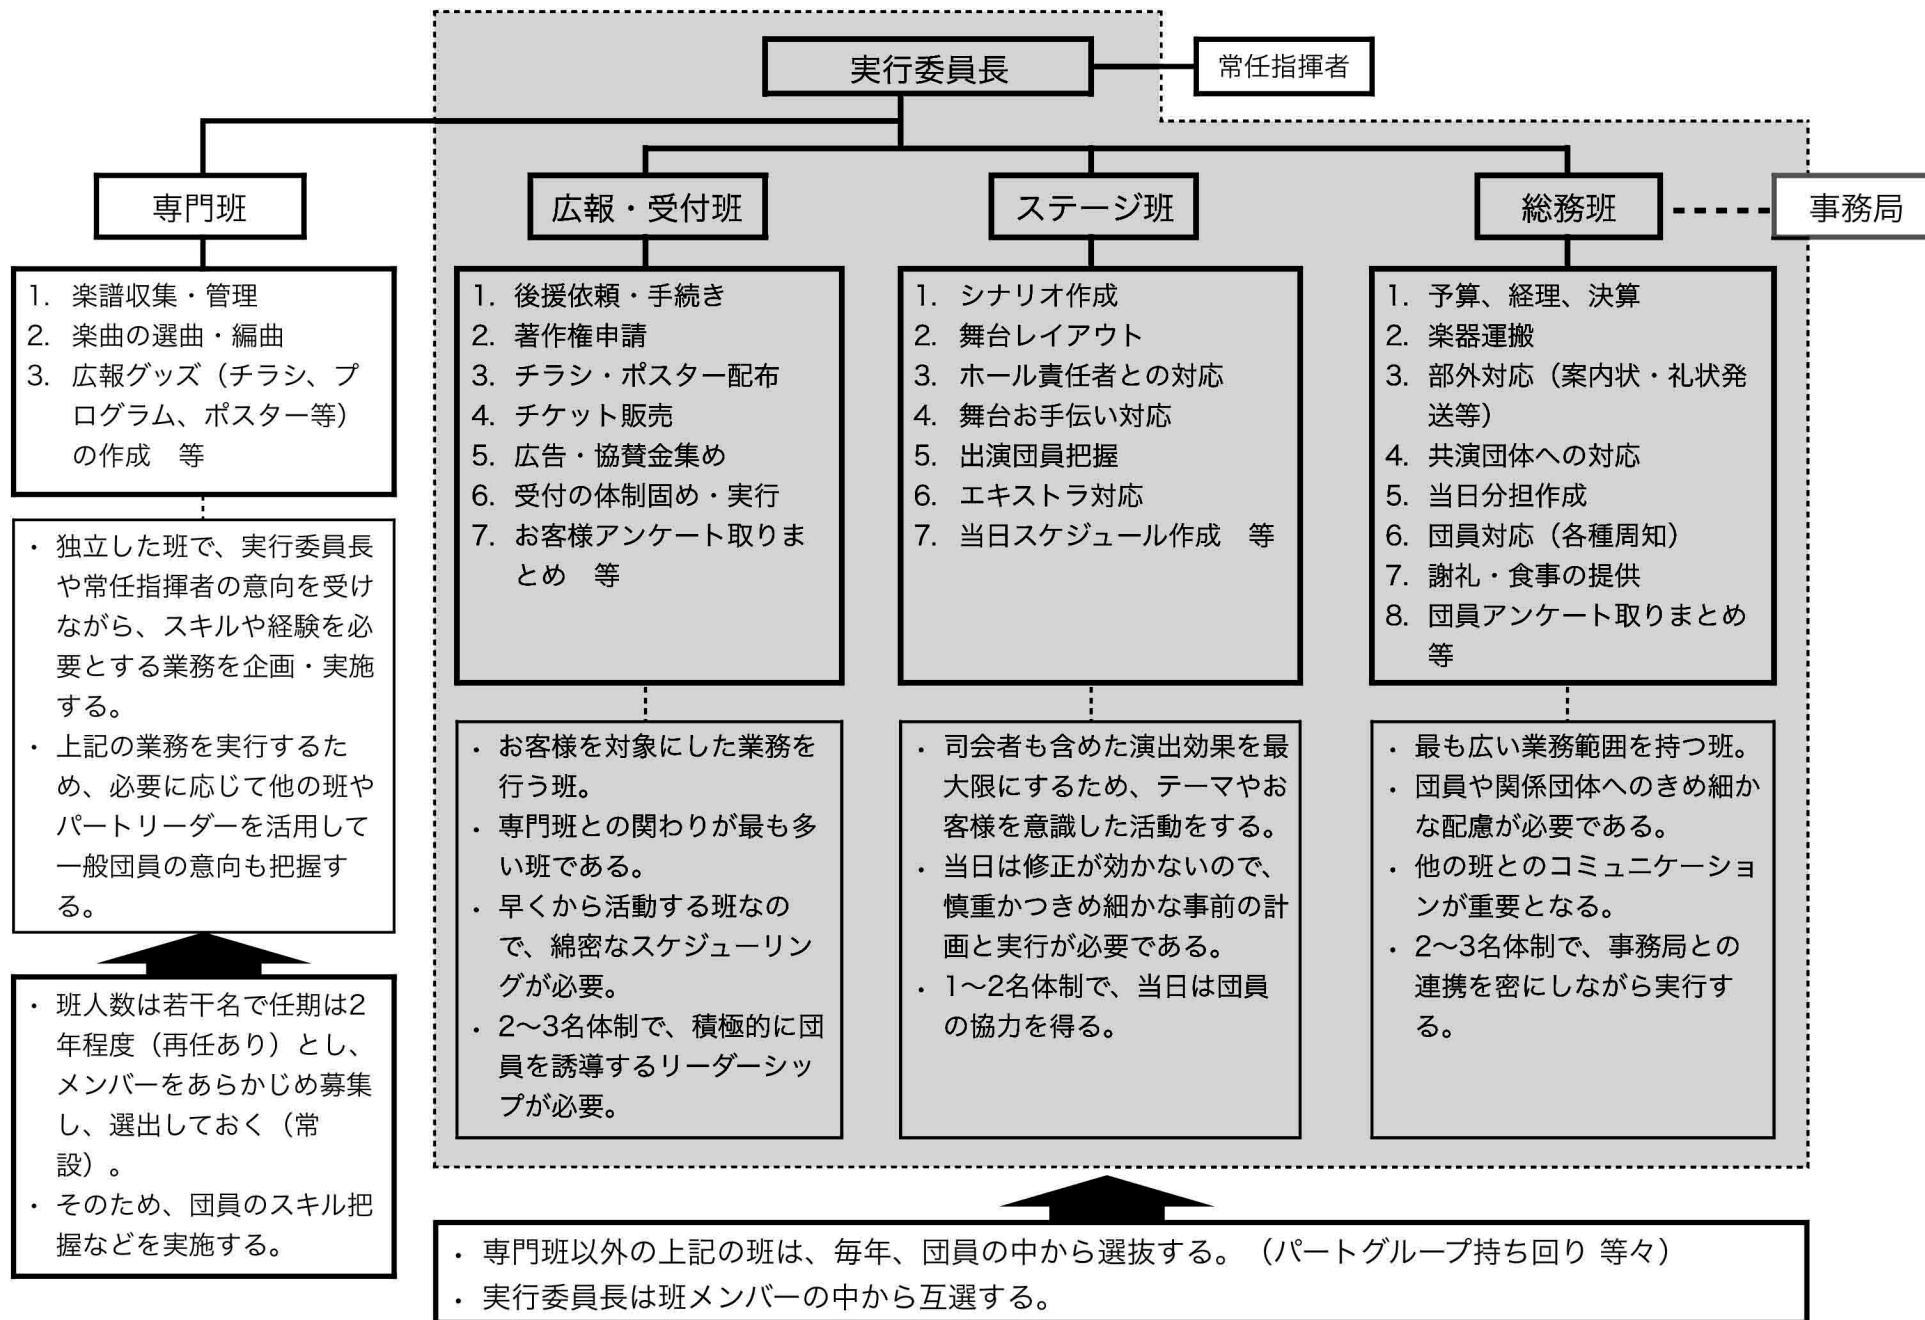 実行委員長
常任指揮者
専門班
広報・受付班
ステージ班
総務班
事務局
1. 楽譜収集・管理
2. 楽曲の選曲・編曲
3. 広報グッズ（チラシ、プ
ログラム、ポスター等）
の作成　等
・ 独立した班で、実行委員長
や常任指揮者の意向を受け
ながら、スキルや経験を必
要とする業務を企画・実施
する。
・ 上記の業務を実行するた
め、必要に応じて他の班や
パートリーダーを活用して
一般団員の意向も把握す
る。
・ 班人数は若干名で任期は2
年程度（再任あり）とし、
メンバーをあらかじめ募集
し、選出しておく（常
設）。
・ そのため、団員のスキル把
握などを実施する。
1. 後援依頼・手続き
2. 著作権申請
3. チラシ・ポスター配布
4. チケット販売
5. 広告・協賛金集め
6. 受付の体制固め・実行
7. お客様アンケート取りま
とめ　等
・ お客様を対象にした業務を
行う班。
・ 専門班との関わりが最も多
い班である。
・ 早くから活動する班なの
で、綿密なスケジューリン
グが必要。
・ 2〜3名体制で、積極的に団
員を誘導するリーダーシッ
プが必要。
1. シナリオ作成
2. 舞台レイアウト
3. ホール責任者との対応
4. 舞台お手伝い対応
5. 出演団員把握
6. エキストラ対応
7. 当日スケジュール作成　等
・ 司会者も含めた演出効果を最
大限にするため、テーマやお
客様を意識した活動をする。
・ 当日は修正が効かないので、
慎重かつきめ細かな事前の計
画と実行が必要である。
・ 1〜2名体制で、当日は団員
の協力を得る。
1. 予算、経理、決算
2. 楽器運搬
3. 部外対応（案内状・礼状発
送等）
4. 共演団体への対応
5. 当日分担作成
6. 団員対応（各種周知）
7. 謝礼・食事の提供
8. 団員アンケート取りまとめ
等
・ 最も広い業務範囲を持つ班。
・ 団員や関係団体へのきめ細か
な配慮が必要である。
・ 他の班とのコミュニケーショ
ンが重要となる。
・ 2〜3名体制で、事務局との
連携を密にしながら実行す
る。
・ 専門班以外の上記の班は、毎年、団員の中から選抜する。（パートグループ持ち回り 等々）
・ 実行委員長は班メンバーの中から互選する。